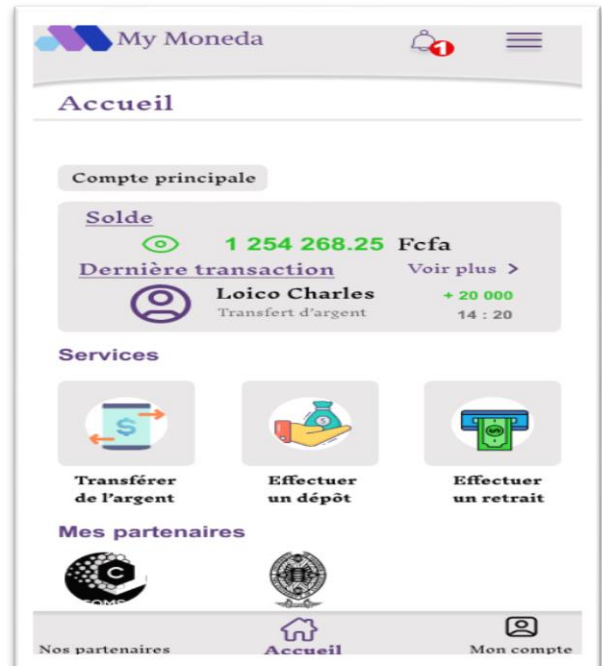 My Moneda
1
Accueil
Compte principale
Solde
1 254 268.25 Fcfa
Dernière transaction Voir plus >
Loico Charles + 20 000
Transfert d'argent 14 : 20
Services
Transférer
de l'argent
Effectuer
un dépôt
Effectuer
un retrait
Mes partenaires
Nos partenaires Accueil Mon compte